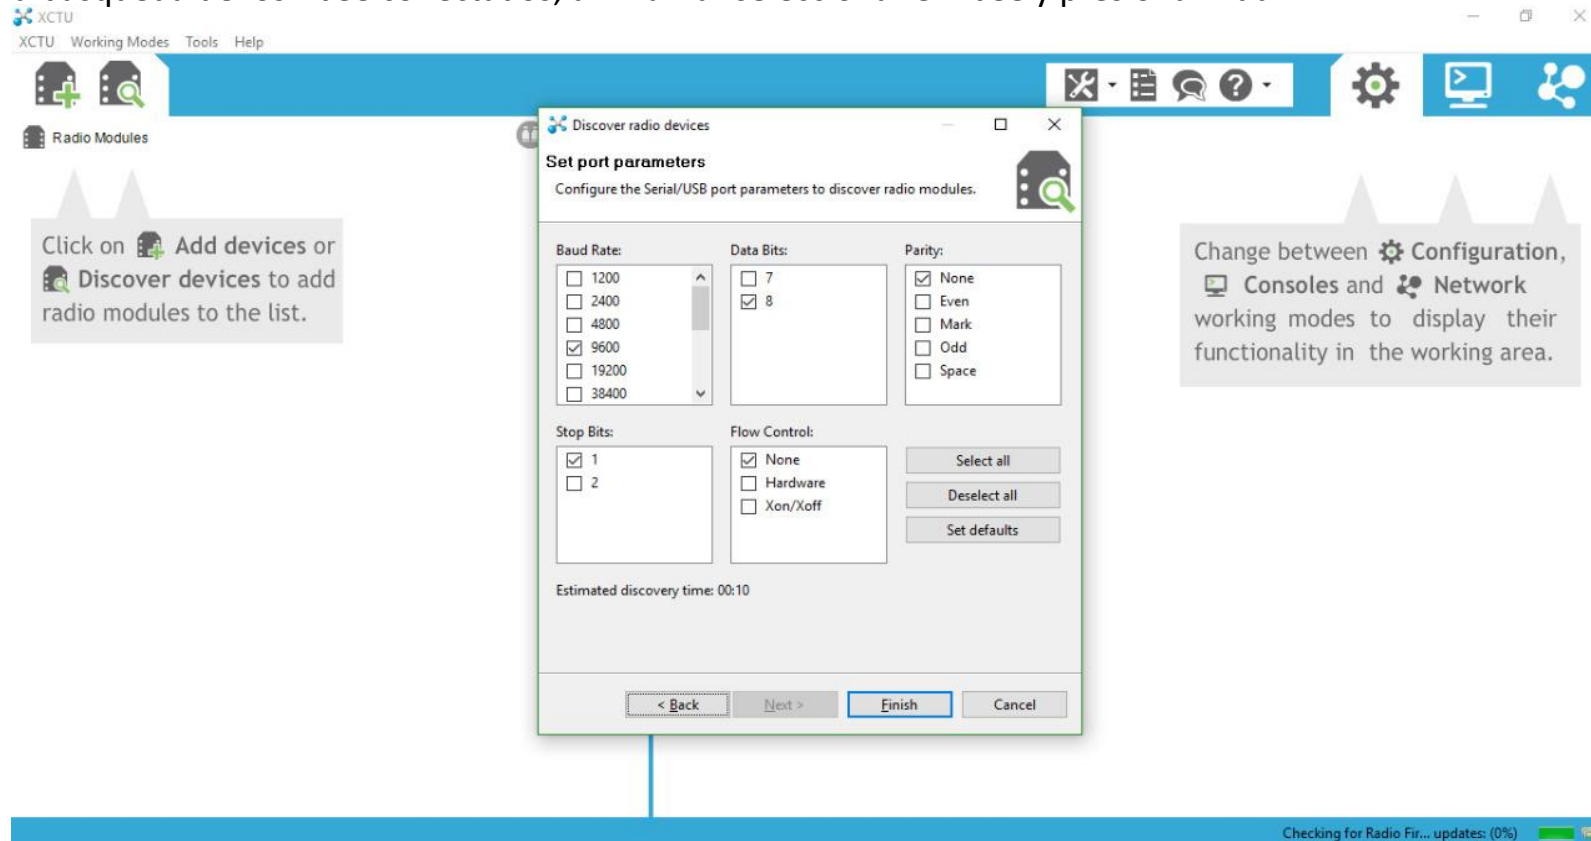 XCTU
XCTU Working Modes Tools Help
Radio Modules
Click on Add devices or
Discover devices to add
radio modules to the list.
Discover radio devices
Set port parameters
Configure the Serial/USB port parameters to discover radio modules.
Baud Rate:
1200
2400
4800
9600
19200
38400
Data Bits:
7
8
Parity:
None
Even
Mark
Odd
Space
Stop Bits:
1
2
Flow Control:
None
Hardware
Xon/Xoff
Select all
Deselect all
Set defaults
Estimated discovery time: 00:10
< Back Next > Finish Cancel
Change between Configuration,
Consoles and Network
working modes to display their
functionality in the working area.
Checking for Radio Fir... updates: (0%)